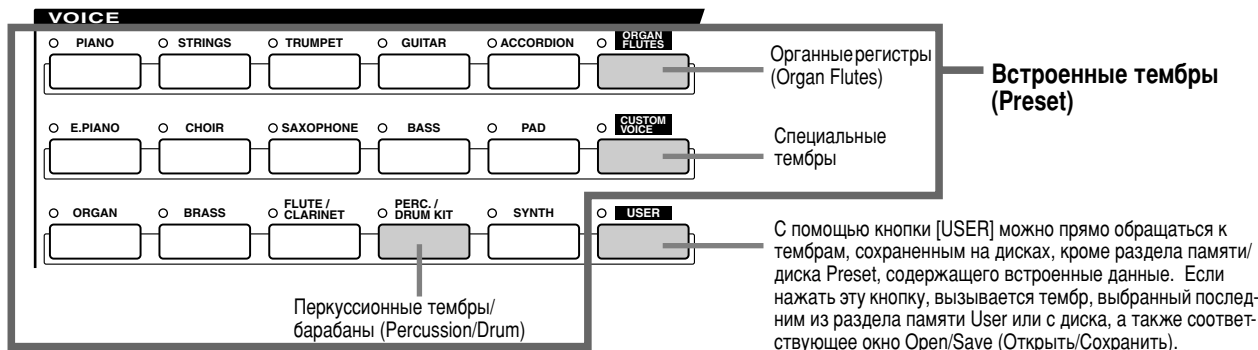 VOICE
PIANO STRINGS TRUMPET GUITAR ACCORDION ORGAN FLUTES
Органные регистры
(Organ Flutes)
Встроенные тембры
(Preset)
E.PIANO CHOIR SAXOPHONE BASS PAD CUSTOM VOICE
Специальные
тембры
ORGAN BRASS FLUTE / CLARINET PERC. / DRUM KIT SYNTH USER
Перкуссионные тембры/
барабаны (Percussion/Drum)
С помощью кнопки [USER] можно прямо обращаться к
тембрам, сохраненным на дисках, кроме раздела памяти/
диска Preset, содержащего встроенные данные. Если
нажать эту кнопку, вызывается тембр, выбранный послед-
ним из раздела памяти User или с диска, а также соответ-
ствующее окно Open/Save (Открыть/Сохранить).